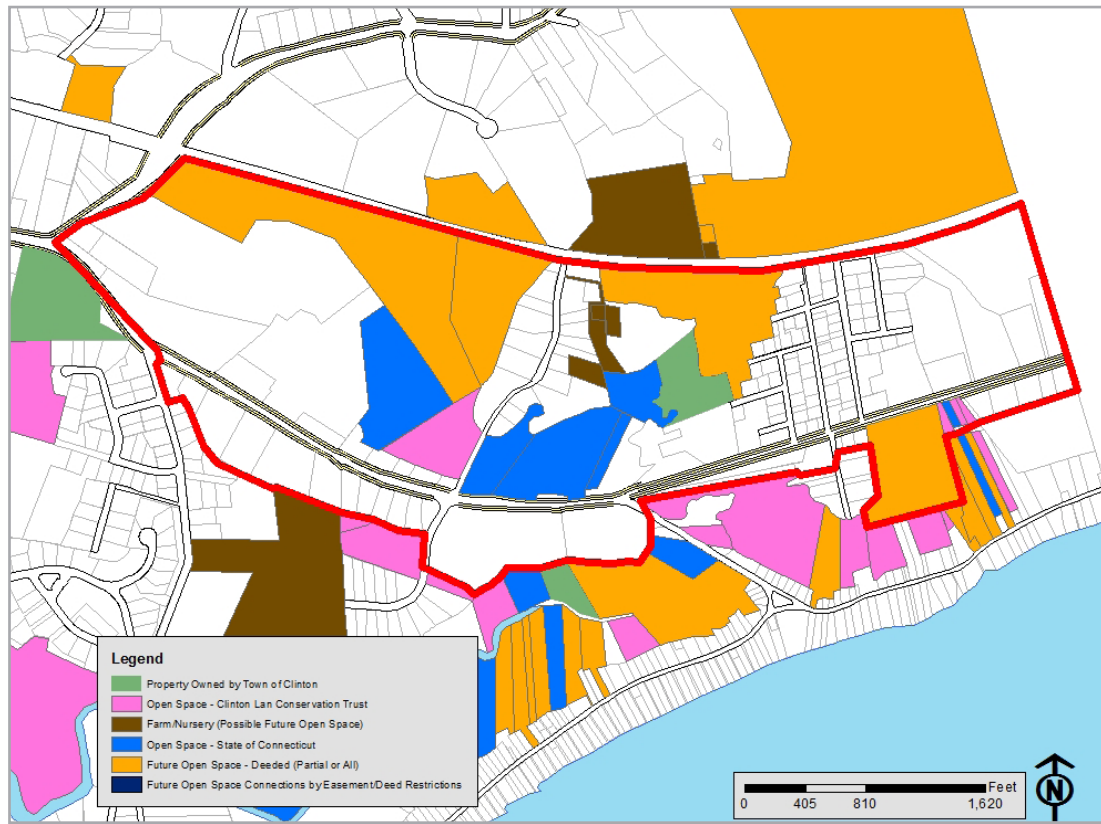 Legend
Property Owned by Town of Clinton
Open Space - Clinton Lan Conservation Trust
Farm/Nursery (Possible Future Open Space)
Open Space - State of Connecticut
Future Open Space - Deeded (Partial or All)
Future Open Space Connections by Easement/Deed Restrictions
Feet
0 405 810 1,620
N